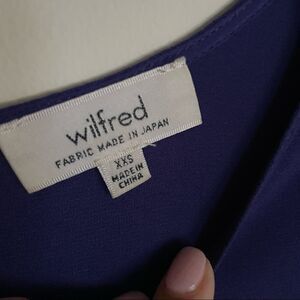 wilfred
FABRIC MADE IN JAPAN
XXS
MADE IN
CHINA